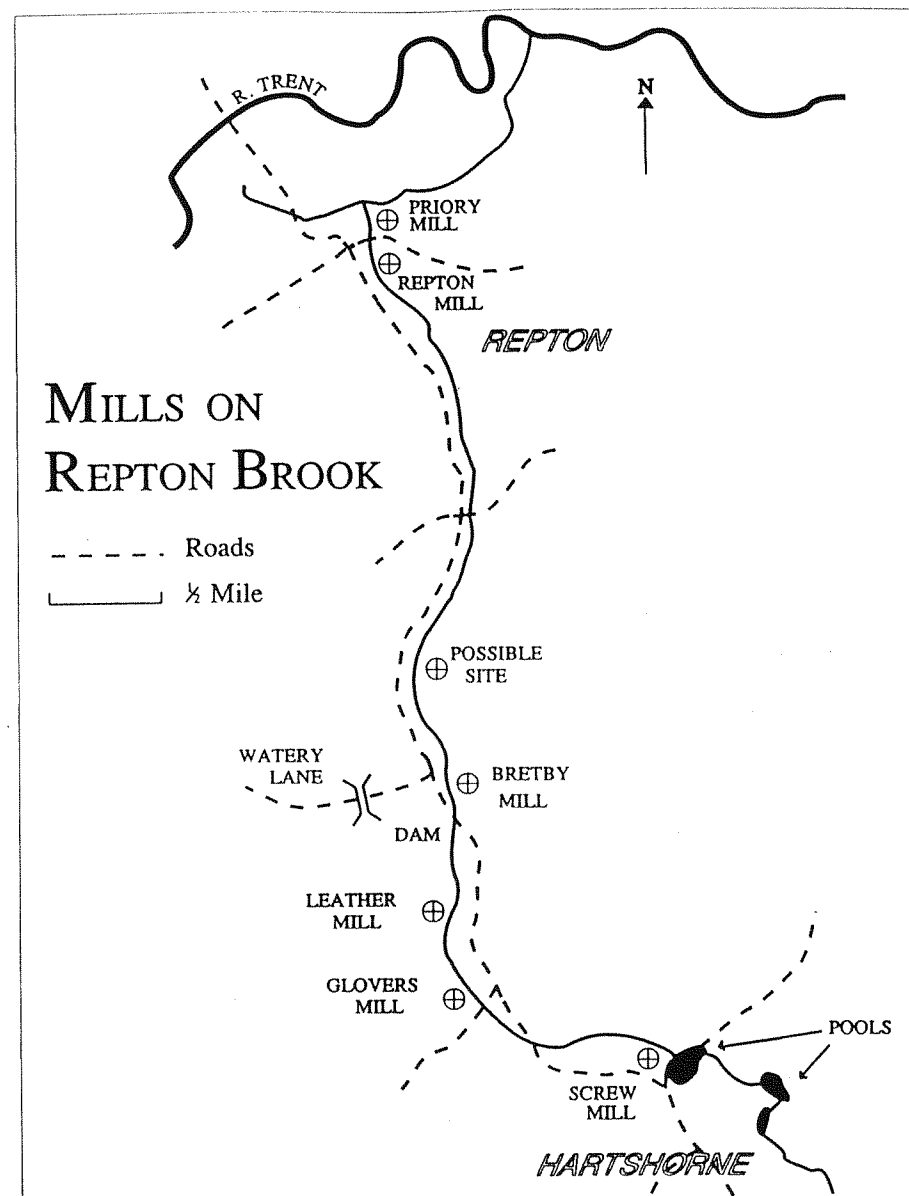 R. TRENT
N
PRIORY
MILL
REPTON
MILL
REPTON
MILLS ON
REPTON BROOK
Roads
½ Mile
POSSIBLE
SITE
WATERY
LANE
BRETBY
MILL
DAM
LEATHER
MILL
GLOVERS
MILL
POOLS
SCREW
MILL
HARTSHORNE